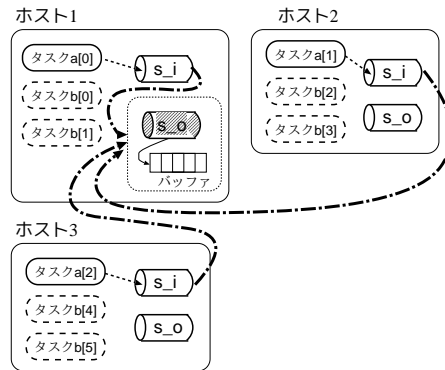 ホスト1
タスクa[0]
s_i
タスクb[0]
s_o
タスクb[1]
バッファ
ホスト2
タスクa[1]
s_i
タスクb[2]
s_o
タスクb[3]
ホスト3
タスクa[2]
s_i
タスクb[4]
s_o
タスクb[5]